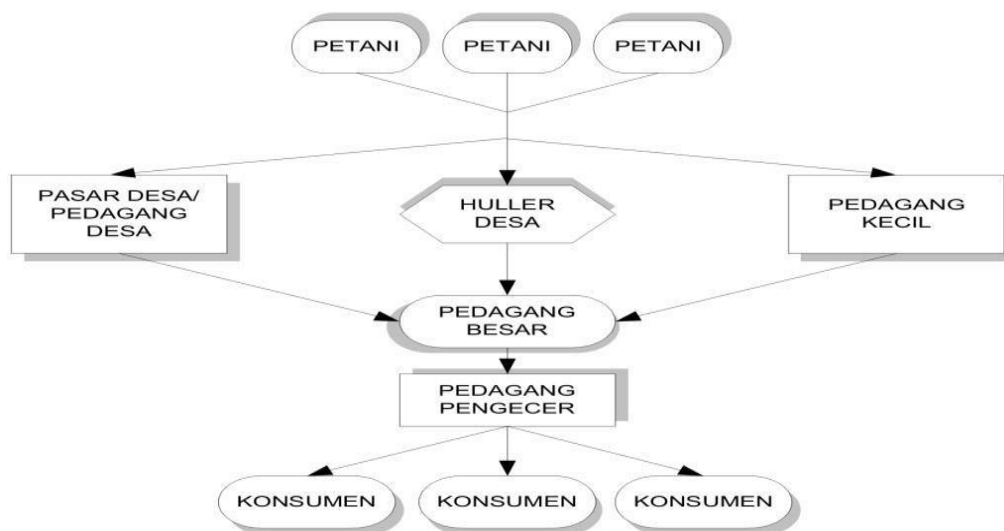 PETANI
PETANI
PETANI
PASAR DESA/
PEDAGANG
DESA
HULLER
DESA
PEDAGANG
KECIL
PEDAGANG
BESAR
PEDAGANG
PENGECER
KONSUMEN
KONSUMEN
KONSUMEN